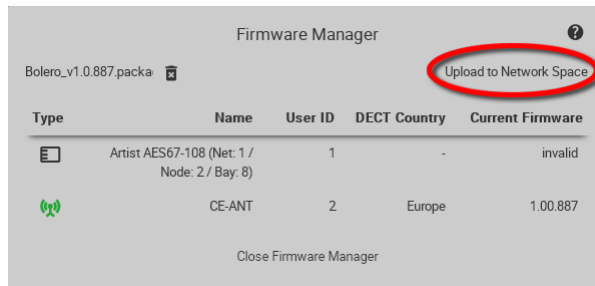 Firmware Manager
Bolero_v1.0.887.packa Upload to Network Space
Type Name User ID DECT Country Current Firmware
Artist AES67-108 (Net: 1 / 1 - invalid
Node: 2 / Bay: 8)
CE-ANT 2 Europe 1.00.887
Close Firmware Manager